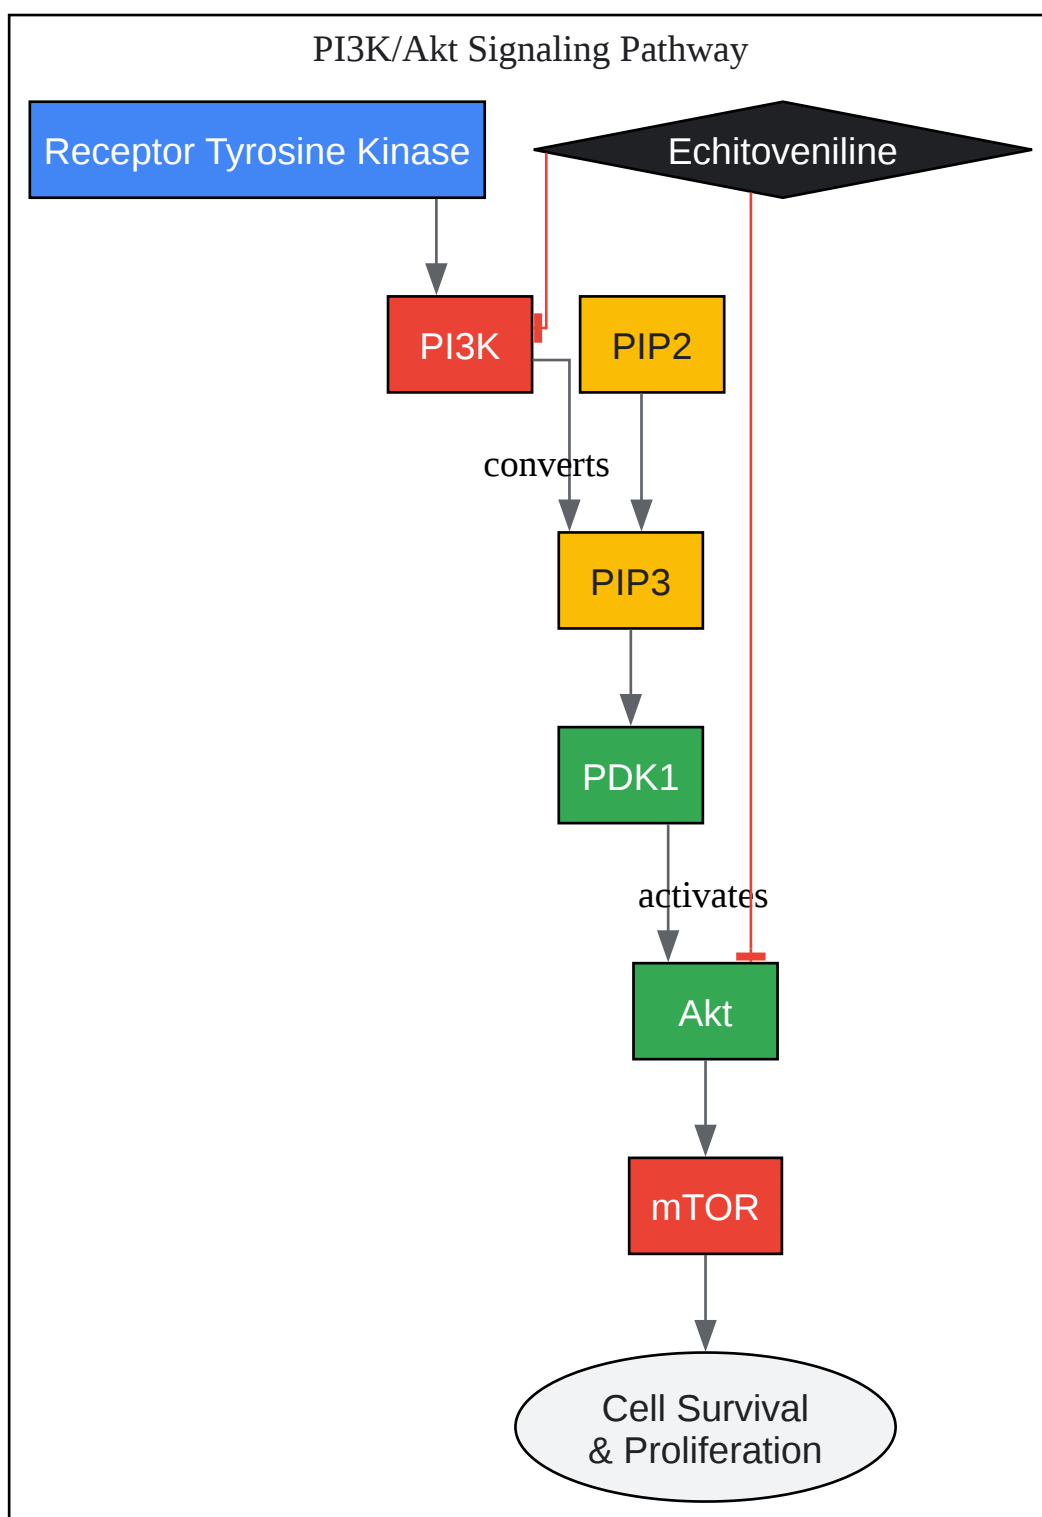 PI3K/Akt Signaling Pathway
Receptor Tyrosine Kinase
Echitoveniline
PI3K
PIP2
converts
PIP3
PDK1
activates
Akt
mTOR
Cell Survival
& Proliferation